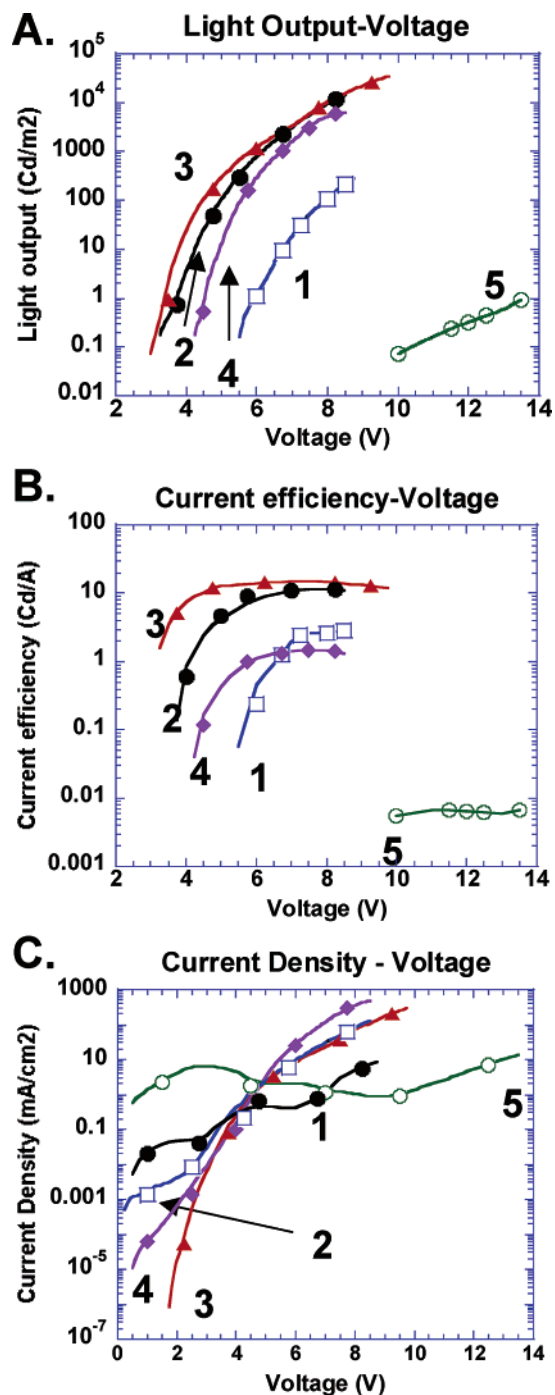 A.
Light Output-Voltage
Light output (Cd/m2)
10^5
10^4
1000
100
10
1
0.1
0.01
3
2
4
1
5
2 4 6 8 10 12 14
Voltage (V)
B.
Current efficiency-Voltage
Current efficiency (Cd/A)
100
10
1
0.1
0.01
0.001
3
2
4
1
5
2 4 6 8 10 12 14
Voltage (V)
C.
Current Density - Voltage
Current Density (mA/cm2)
1000
10
0.1
0.001
10^-5
10^-7
1
5
2
4
3
0 2 4 6 8 10 12 14
Voltage (V)